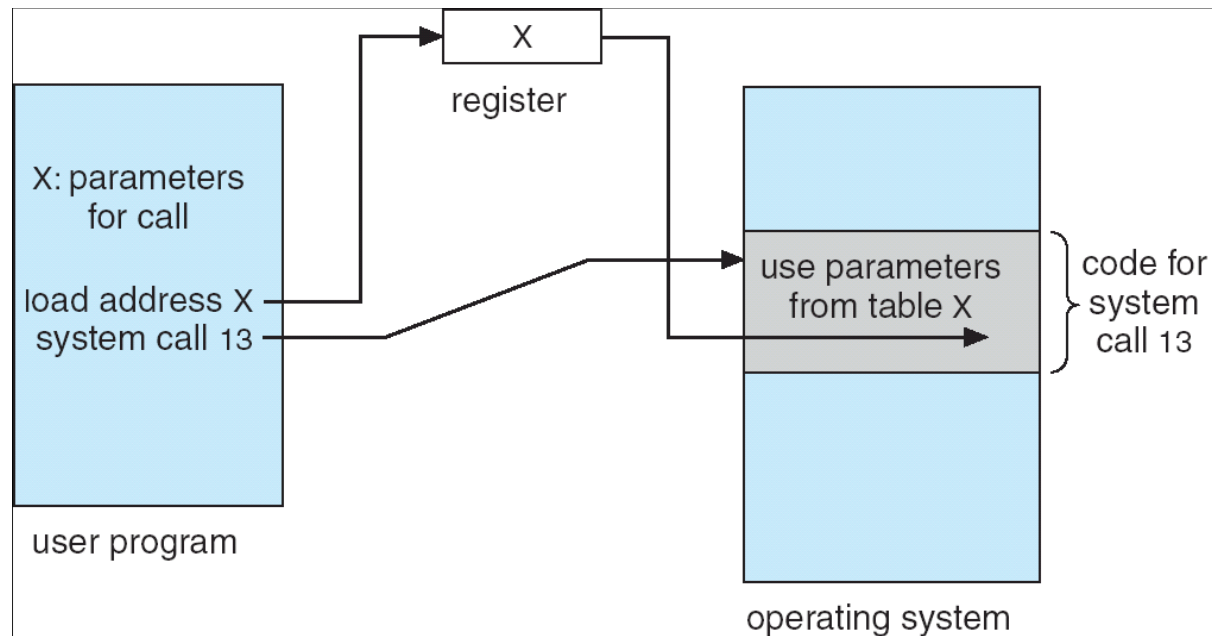 X
register
X: parameters
for call
load address X
system call 13
user program
use parameters
from table X
code for
system
call 13
operating system